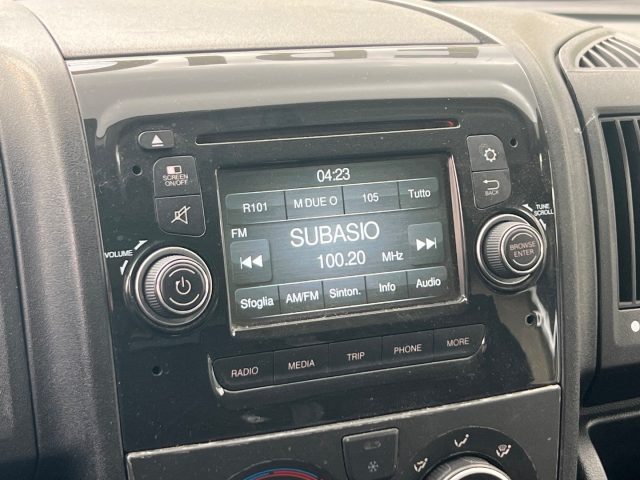 04:23
SCREEN
ON/OFF
R101 M DUE O 105 Tutto
BACK
FM
SUBASIO
100.20 MHz
VOLUME
TUNE
SCROLL
BROWSE
ENTER
Sfoglia AM/FM Sinton. Info Audio
RADIO MEDIA TRIP PHONE MORE